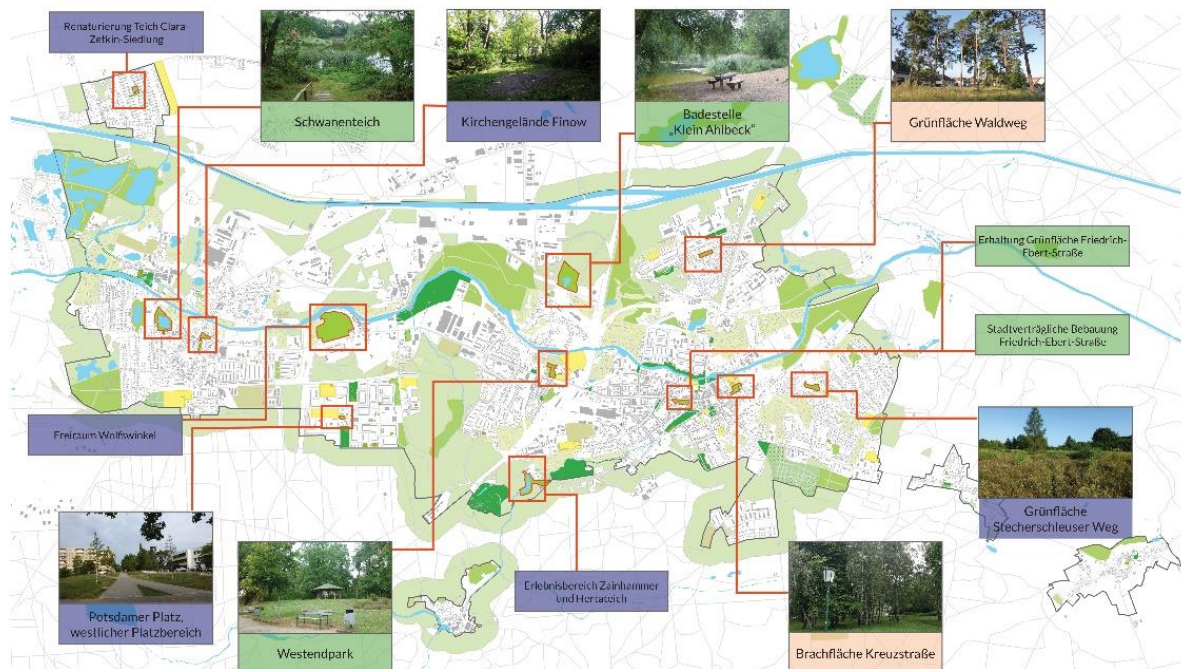 Renaturierung Teich Clara-
Zetkin-Siedlung
Schwanenteich
Kirchengelände Finow
Badestelle
„Klein Ahlbeck“
Grünfläche Waldweg
Erhaltung Grünfläche Friedrich-
Ebert-Straße
Stadtverträgliche Bebauung
Friedrich-Ebert-Straße
Freiraum Wolfswinkel
Grünfläche
Stecherschleuser Weg
Potsdamer Platz,
westlicher Platzbereich
Westendpark
Erlebnisbereich Zainhammer
und Hertateich
Brachfläche Kreuzstraße